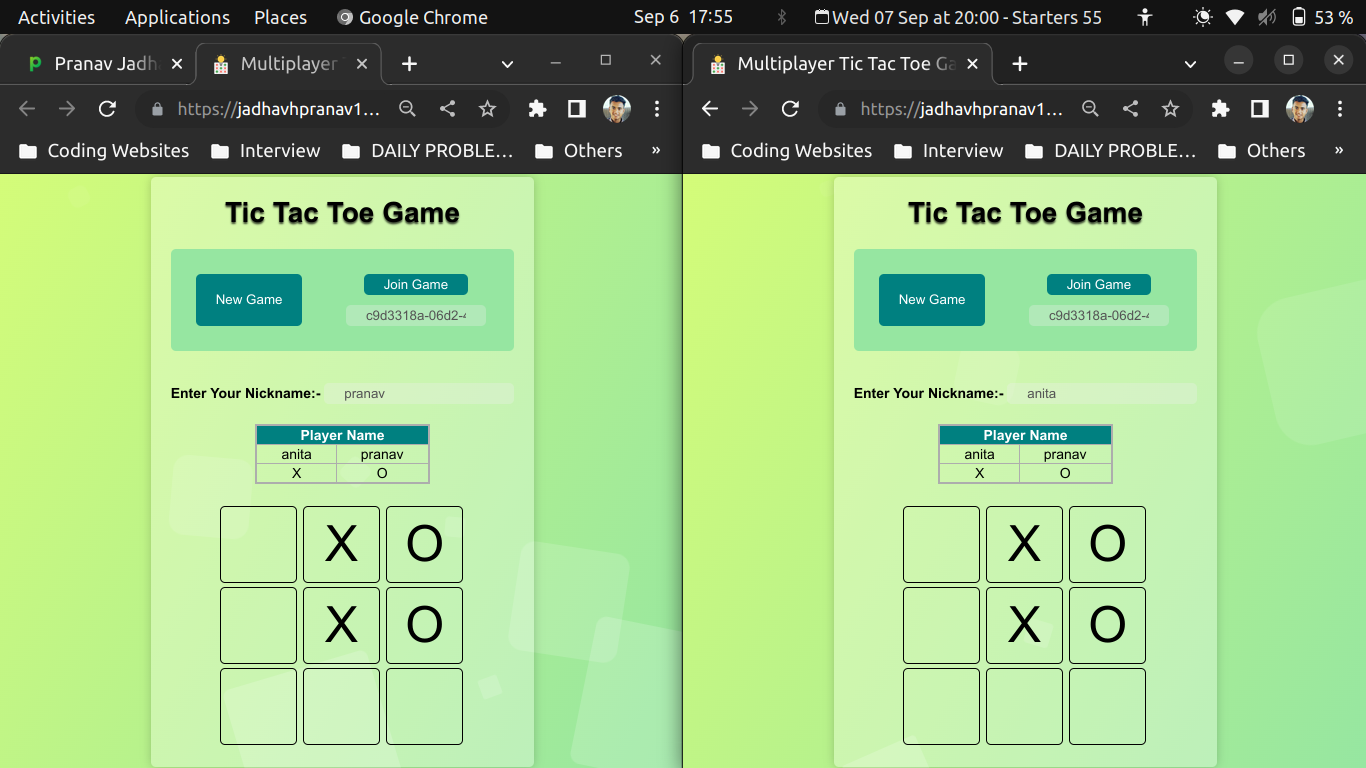 Activities Applications Places Google Chrome Sep 6 17:55 Wed 07 Sep at 20:00 - Starters 55 53 %
Pranav Jadh Multiplayer
https://jadhavhpranav1...
Coding Websites Interview DAILY PROBLE... Others »
Tic Tac Toe Game
New Game
Join Game
c9d3318a-06d2-
Enter Your Nickname:- pranav
Player Name
anita pranav
X O
X O
X O
Multiplayer Tic Tac Toe Ga
https://jadhavhpranav1...
Coding Websites Interview DAILY PROBLE... Others »
Tic Tac Toe Game
New Game
Join Game
c9d3318a-06d2-
Enter Your Nickname:- anita
Player Name
anita pranav
X O
X O
X O